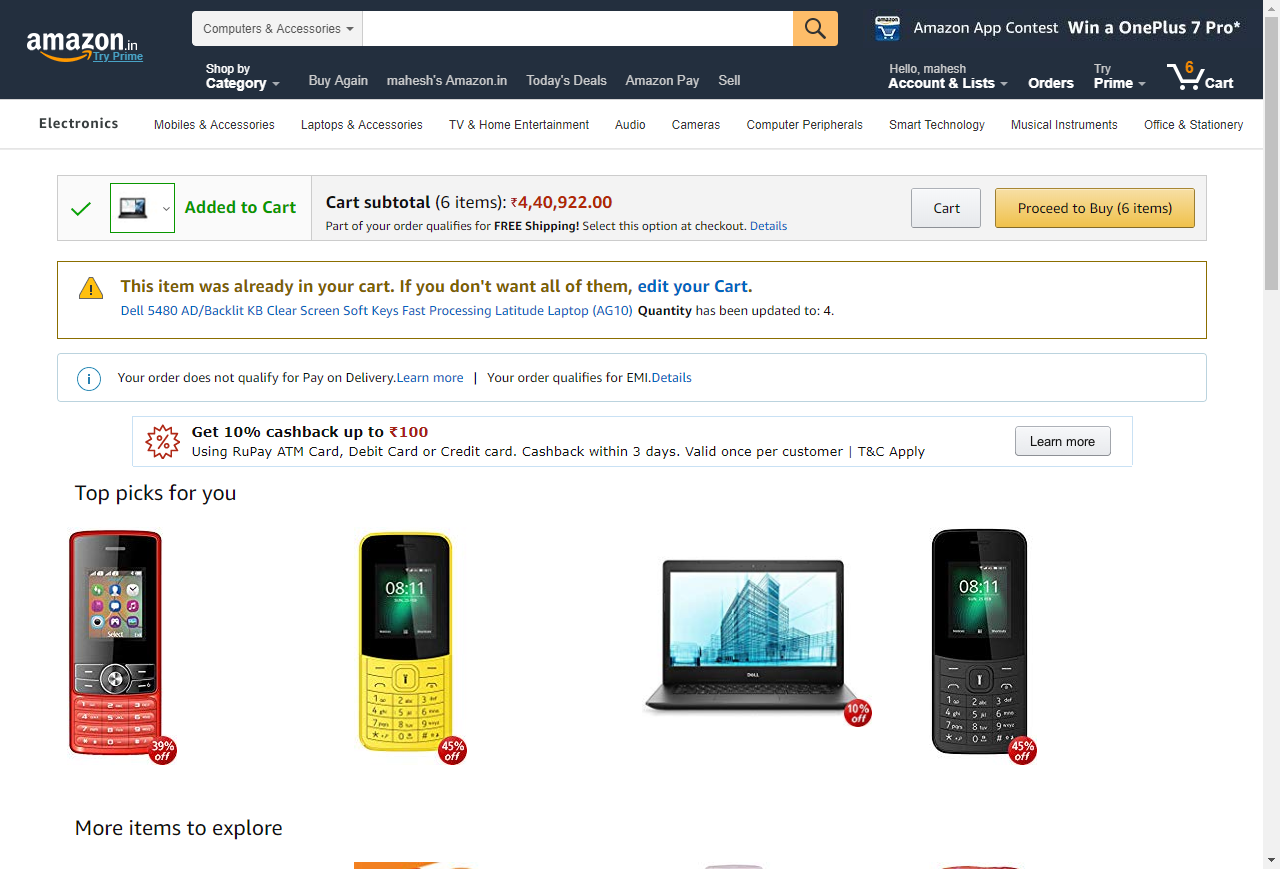 amazon.in
Try Prime
Computers & Accessories
amazon
Amazon App Contest Win a OnePlus 7 Pro*
Shop by
Category
Buy Again
mahesh's Amazon.in
Today's Deals
Amazon Pay
Sell
Hello, mahesh
Account & Lists
Orders
Try
Prime
6
Cart
Electronics
Mobiles & Accessories
Laptops & Accessories
TV & Home Entertainment
Audio
Cameras
Computer Peripherals
Smart Technology
Musical Instruments
Office & Stationery
Added to Cart
Cart subtotal (6 items): ₹4,40,922.00
Part of your order qualifies for FREE Shipping! Select this option at checkout. Details
Cart
Proceed to Buy (6 items)
This item was already in your cart. If you don't want all of them, edit your Cart.
Dell 5480 AD/Backlit KB Clear Screen Soft Keys Fast Processing Latitude Laptop (AG10) Quantity has been updated to: 4.
Your order does not qualify for Pay on Delivery.Learn more | Your order qualifies for EMI.Details
Get 10% cashback up to ₹100
Using RuPay ATM Card, Debit Card or Credit card. Cashback within 3 days. Valid once per customer | T&C Apply
Learn more
Top picks for you
Select
39%
off
08:11
45%
off
DELL
10%
off
08:11
45%
off
More items to explore